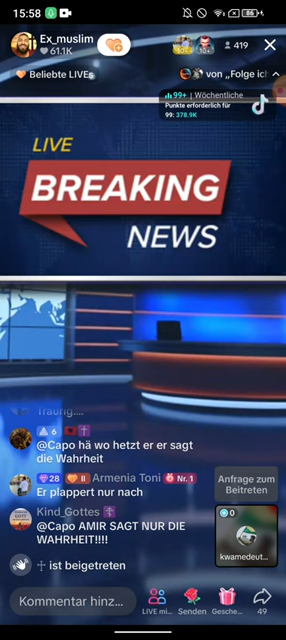 15:58
86
Ex_muslim
61.1K
419
Beliebte LIVEs
von „Folge ich
99+ | Wöchentliche
Punkte erforderlich für
99: 378.9K
LIVE
BREAKING
NEWS
Traung....
6
@Capo hä wo hetzt er er sagt
die Wahrheit
28 II Armenia Toni Nr. 1
Er plappert nur nach
Kind_Gottes
@Capo AMIR SAGT NUR DIE
WAHRHEIT!!!!
ist beigetreten
Anfrage zum
Beitreten
0
kwamedeut...
Kommentar hinz...
LIVE mi...
Senden
Gesche...
49